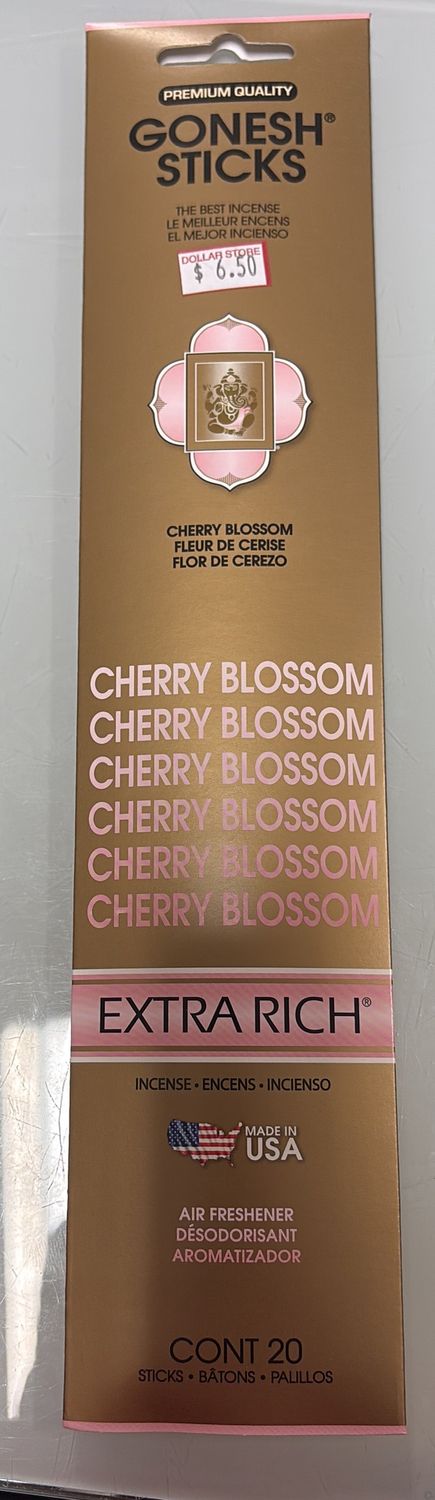 PREMIUM QUALITY
GONESH®
STICKS
THE BEST INCENSE
LE MEILLEUR ENCENS
EL MEJOR INCIENSO
DOLLAR STORE
$ 6.50
CHERRY BLOSSOM
FLEUR DE CERISE
FLOR DE CEREZO
CHERRY BLOSSOM
CHERRY BLOSSOM
CHERRY BLOSSOM
CHERRY BLOSSOM
CHERRY BLOSSOM
CHERRY BLOSSOM
EXTRA RICH®
INCENSE • ENCENS • INCIENSO
MADE IN
USA
AIR FRESHENER
DÉSODORISANT
AROMATIZADOR
CONT 20
STICKS • BÂTONS • PALILLOS